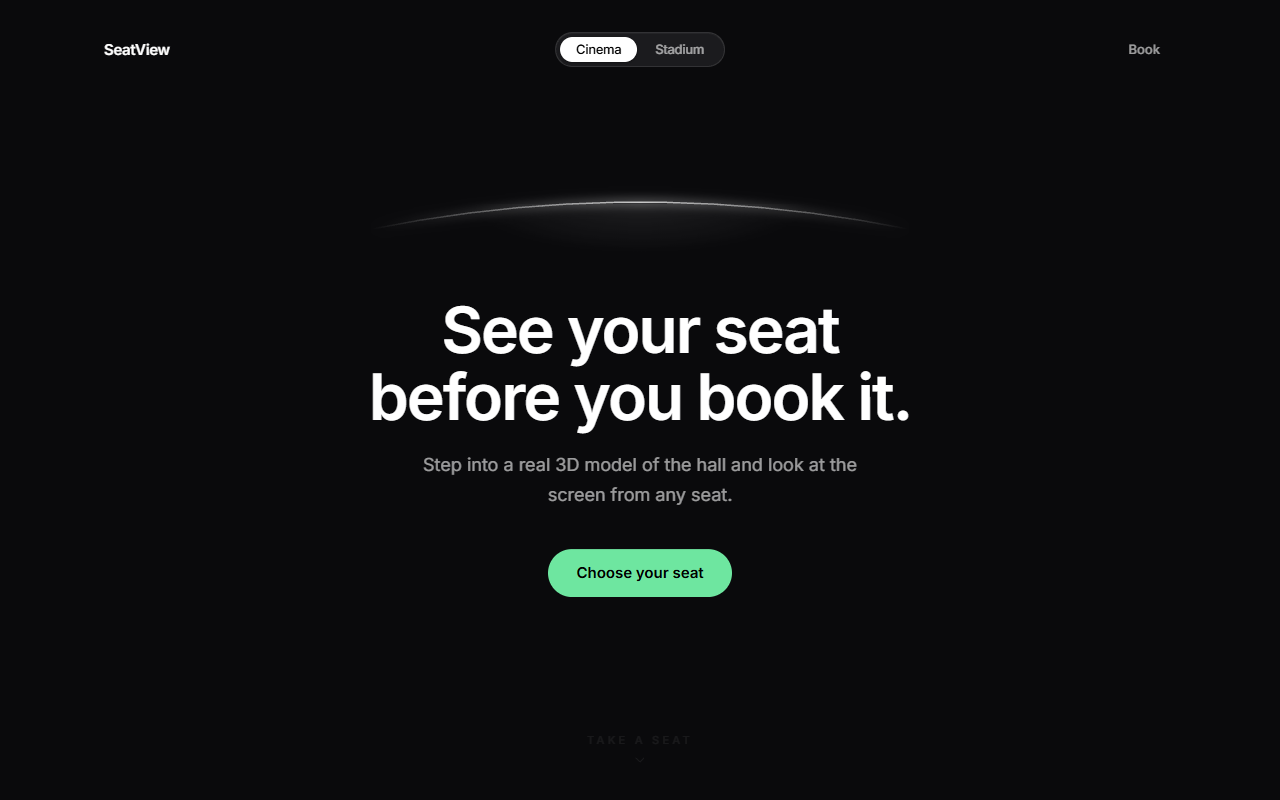 SeatView
Cinema
Stadium
Book
See your seat
before you book it.
Step into a real 3D model of the hall and look at the
screen from any seat.
Choose your seat
TAKE A SEAT